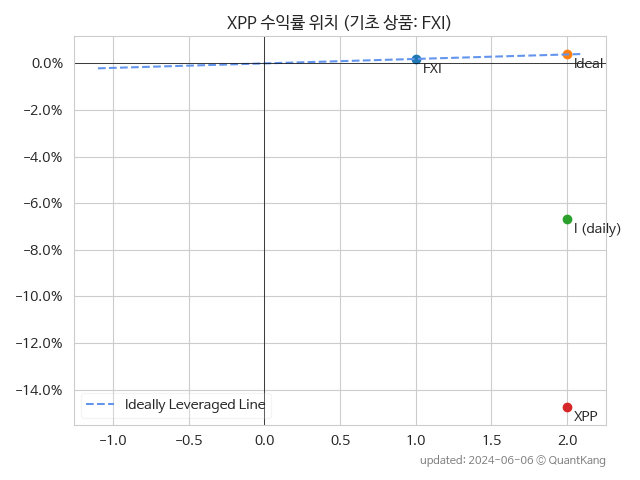 XPP 수익률 위치 (기초 상품: FXI)
0.0%
−2.0%
−4.0%
−6.0%
−8.0%
−10.0%
−12.0%
−14.0%
FXI
Ideal
I (daily)
XPP
Ideally Leveraged Line
−1.0 −0.5 0.0 0.5 1.0 1.5 2.0
updated: 2024-06-06 © QuantKang